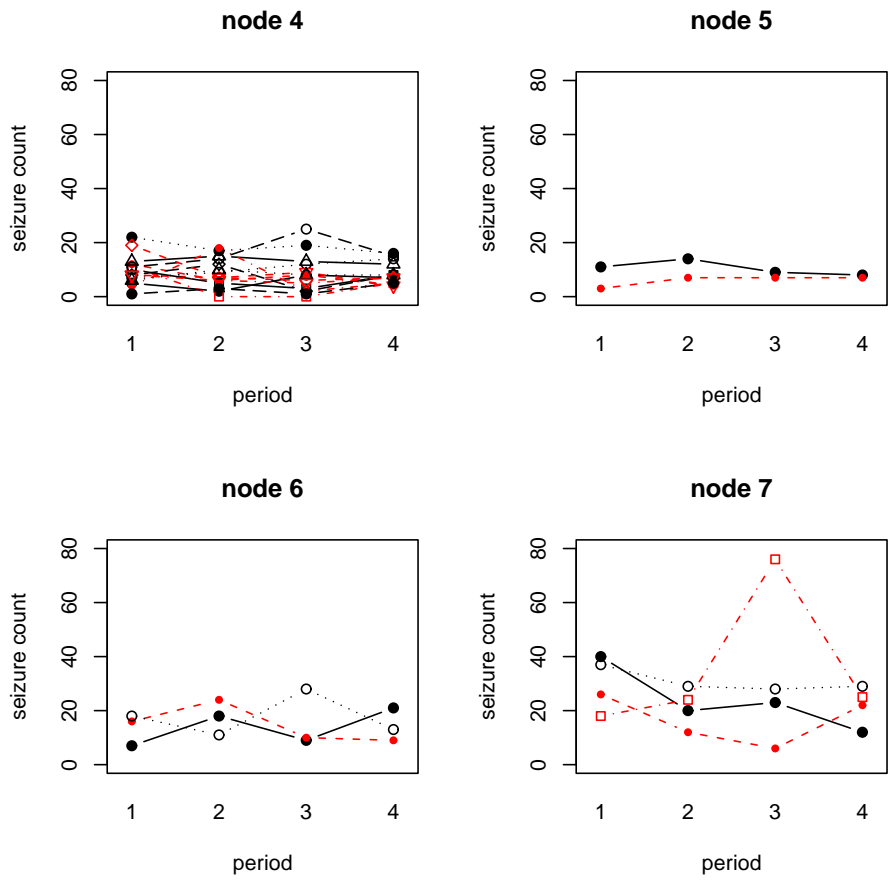 node 4
seizure count
80
60
40
20
0
1 2 3 4
period
node 5
seizure count
80
60
40
20
0
1 2 3 4
period
node 6
seizure count
80
60
40
20
0
1 2 3 4
period
node 7
seizure count
80
60
40
20
0
1 2 3 4
period